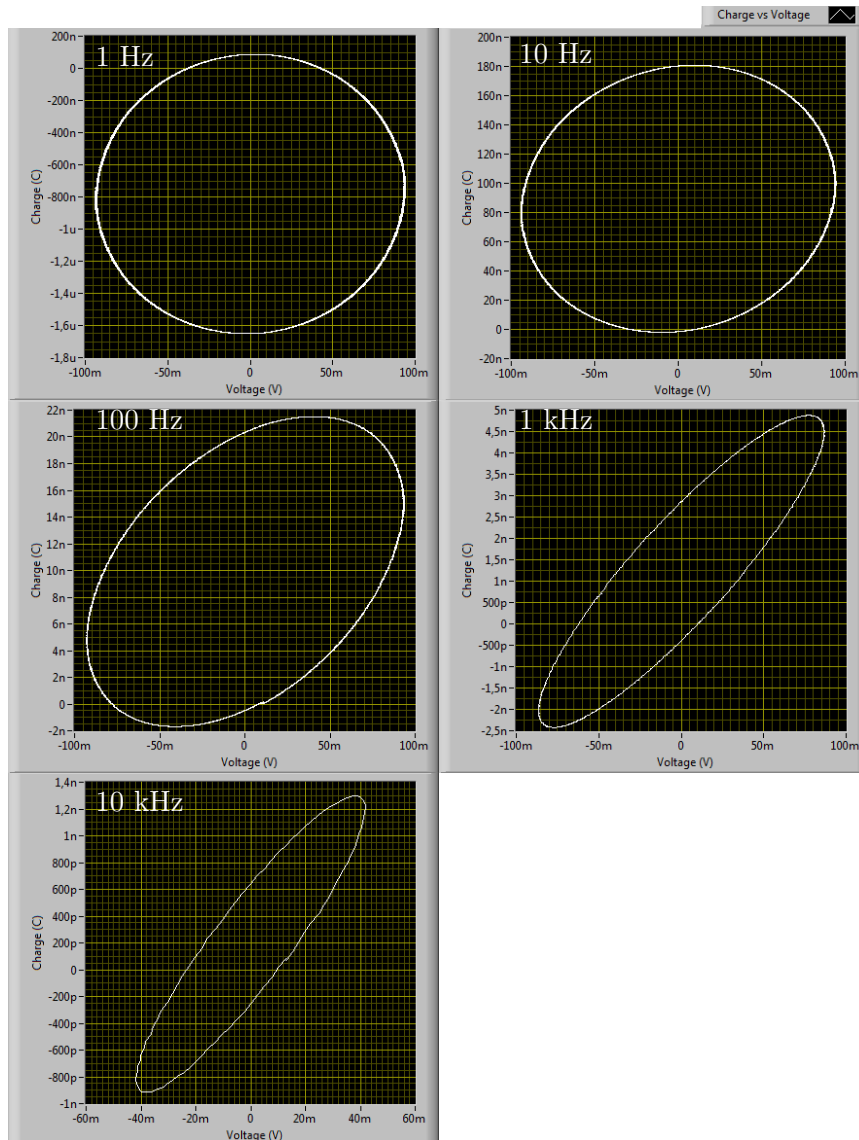 Charge vs Voltage
1 Hz
200n
0
-200n
-400n
-600n
-800n
-1u
-1,2u
-1,4u
-1,6u
-1,8u
Charge (C)
-100m -50m 0 50m 100m
Voltage (V)
10 Hz
200n
180n
160n
140n
120n
100n
80n
60n
40n
20n
0
-20n
Charge (C)
-100m -50m 0 50m 100m
Voltage (V)
100 Hz
22n
20n
18n
16n
14n
12n
10n
8n
6n
4n
2n
0
-2n
Charge (C)
-100m -50m 0 50m 100m
Voltage (V)
1 kHz
5n
4,5n
4n
3,5n
3n
2,5n
2n
1,5n
1n
500p
0
-500p
-1n
-1,5n
-2n
-2,5n
Charge (C)
-100m -50m 0 50m 100m
Voltage (V)
10 kHz
1,4n
1,2n
1n
800p
600p
400p
200p
0
-200p
-400p
-600p
-800p
-1n
Charge (C)
-60m -40m -20m 0 20m 40m 60m
Voltage (V)